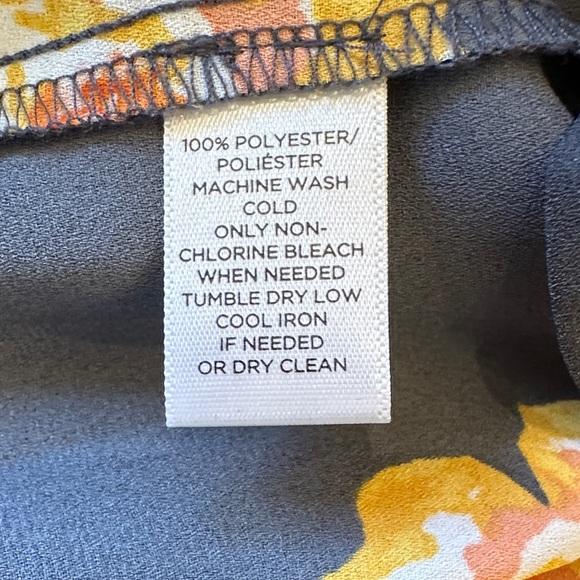 100% POLYESTER/
POLIÉSTER
MACHINE WASH
COLD
ONLY NON-
CHLORINE BLEACH
WHEN NEEDED
TUMBLE DRY LOW
COOL IRON
IF NEEDED
OR DRY CLEAN